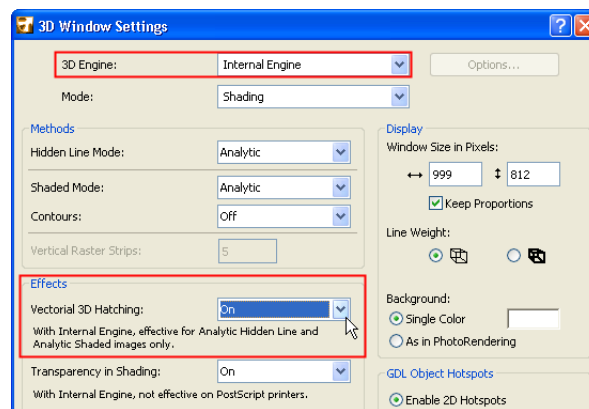 3D Window Settings
3D Engine: Internal Engine Options...
Mode: Shading
Methods
Hidden Line Mode: Analytic
Shaded Mode: Analytic
Contours: Off
Vertical Raster Strips: 5
Effects
Vectorial 3D Hatching: On
With Internal Engine, effective for Analytic Hidden Line and
Analytic Shaded images only.
Transparency in Shading: On
With Internal Engine, not effective on PostScript printers.
Display
Window Size in Pixels:
999 812
Keep Proportions
Line Weight:
Background:
Single Color
As in PhotoRendering
GDL Object Hotspots
Enable 2D Hotspots